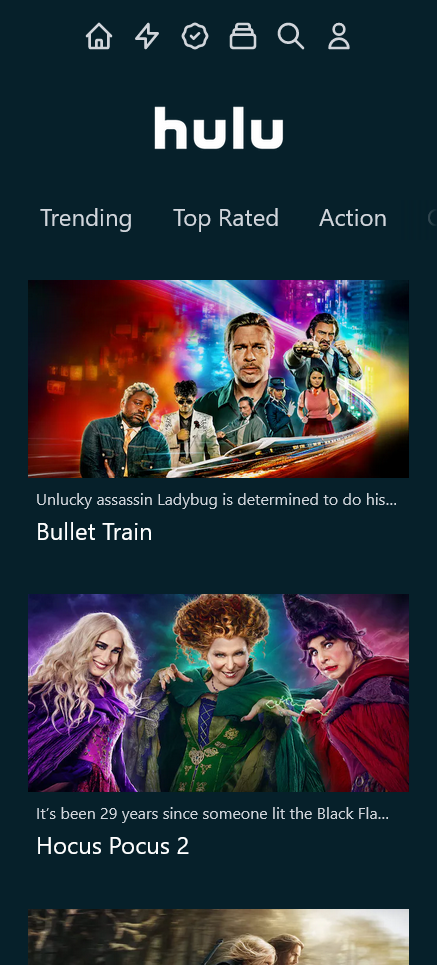 hulu
Trending Top Rated Action
Unlucky assassin Ladybug is determined to do his...
Bullet Train
It’s been 29 years since someone lit the Black Fla...
Hocus Pocus 2